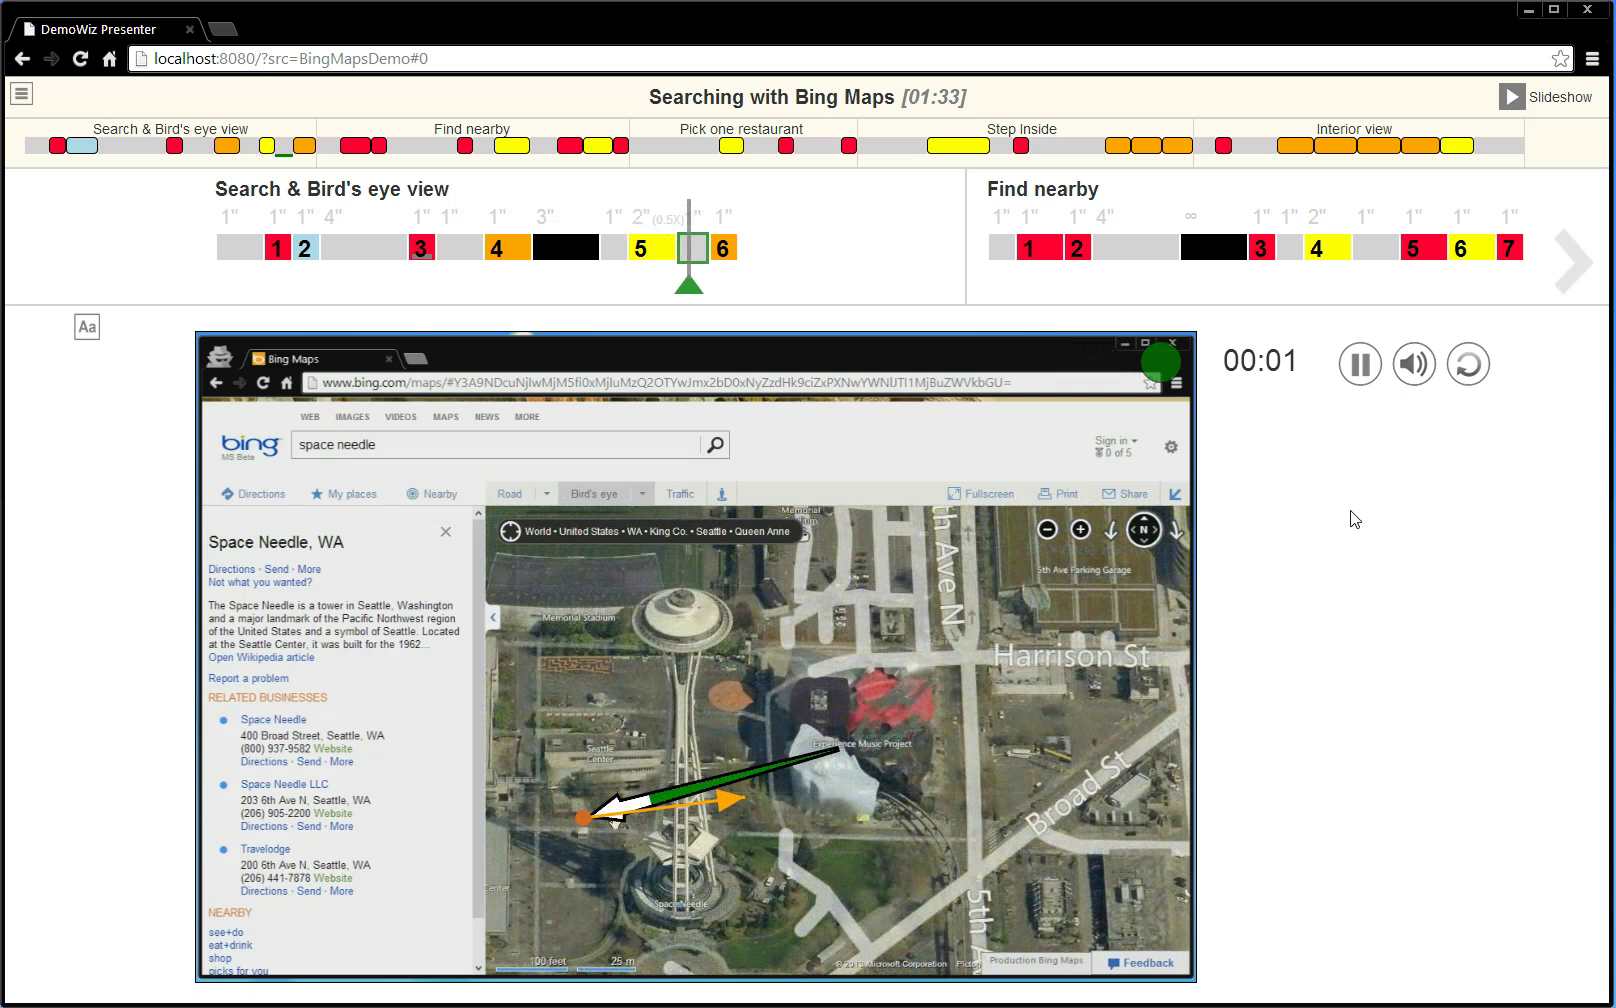 DemoWiz Presenter
localhost:8080/?src=BingMapsDemo#0
Searching with Bing Maps [01:33]
Slideshow
Search & Bird's eye view Find nearby Pick one restaurant Step Inside Interior view
Search & Bird's eye view
1" 1" 1" 4" 1" 1" 1" 3" 1" 2" (0.5X) 1"
1 2 3 4 5 6
Find nearby
1" 1" 1" 4" ∞ 1" 1" 2" 1" 1" 1" 1"
1 2 3 4 5 6 7
Aa
00:01
Bing Maps
WEB IMAGES VIDEOS MAPS NEWS MORE
bing
MS Beta
space needle
Sign in
0 of 5
Directions My places Nearby Road Bird's eye Traffic Fullscreen Print Share
World • United States • WA • King Co. • Seattle • Queen Anne
N
Space Needle, WA
Directions · Send · More
Not what you wanted?
The Space Needle is a tower in Seattle, Washington
and a major landmark of the Pacific Northwest region
of the United States and a symbol of Seattle. Located
at the Seattle Center, it was built for the 1962...
Open Wikipedia article
Report a problem
RELATED BUSINESSES
Space Needle
400 Broad Street, Seattle, WA
(800) 937-9582 Website
Directions · Send · More
Space Needle LLC
203 6th Ave N, Seattle, WA
(206) 905-2200 Website
Directions · Send · More
Travelodge
200 6th Ave N, Seattle, WA
(206) 441-7878 Website
Directions · Send · More
NEARBY
see+do
eat+drink
shop
picks for you
Memorial
5th Ave Parking Garage
Memorial Stadium
th Ave N
Harrison St
Experience Music Project
Seattle
Center
Broad St
Center
Space Needle
5th A
100 feet 25 m
© 2013 Microsoft Corporation Pictor
Production Bing Maps
Feedback